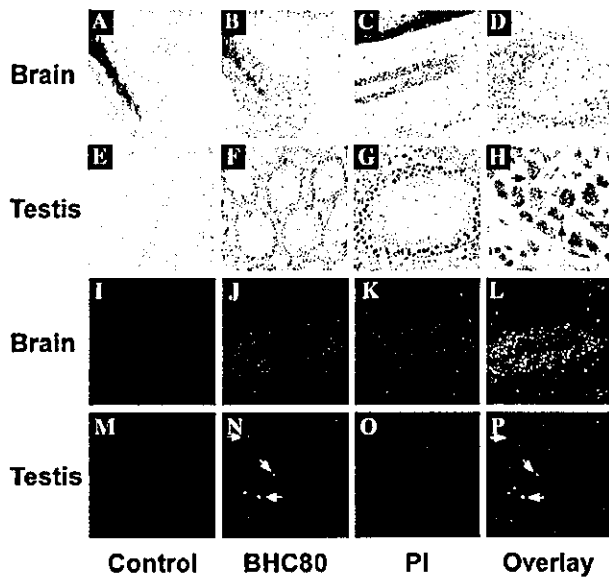 A B C D
Brain
E F G H
Testis
I J K L
Brain
M N O P
Testis
Control BHC80 PI Overlay